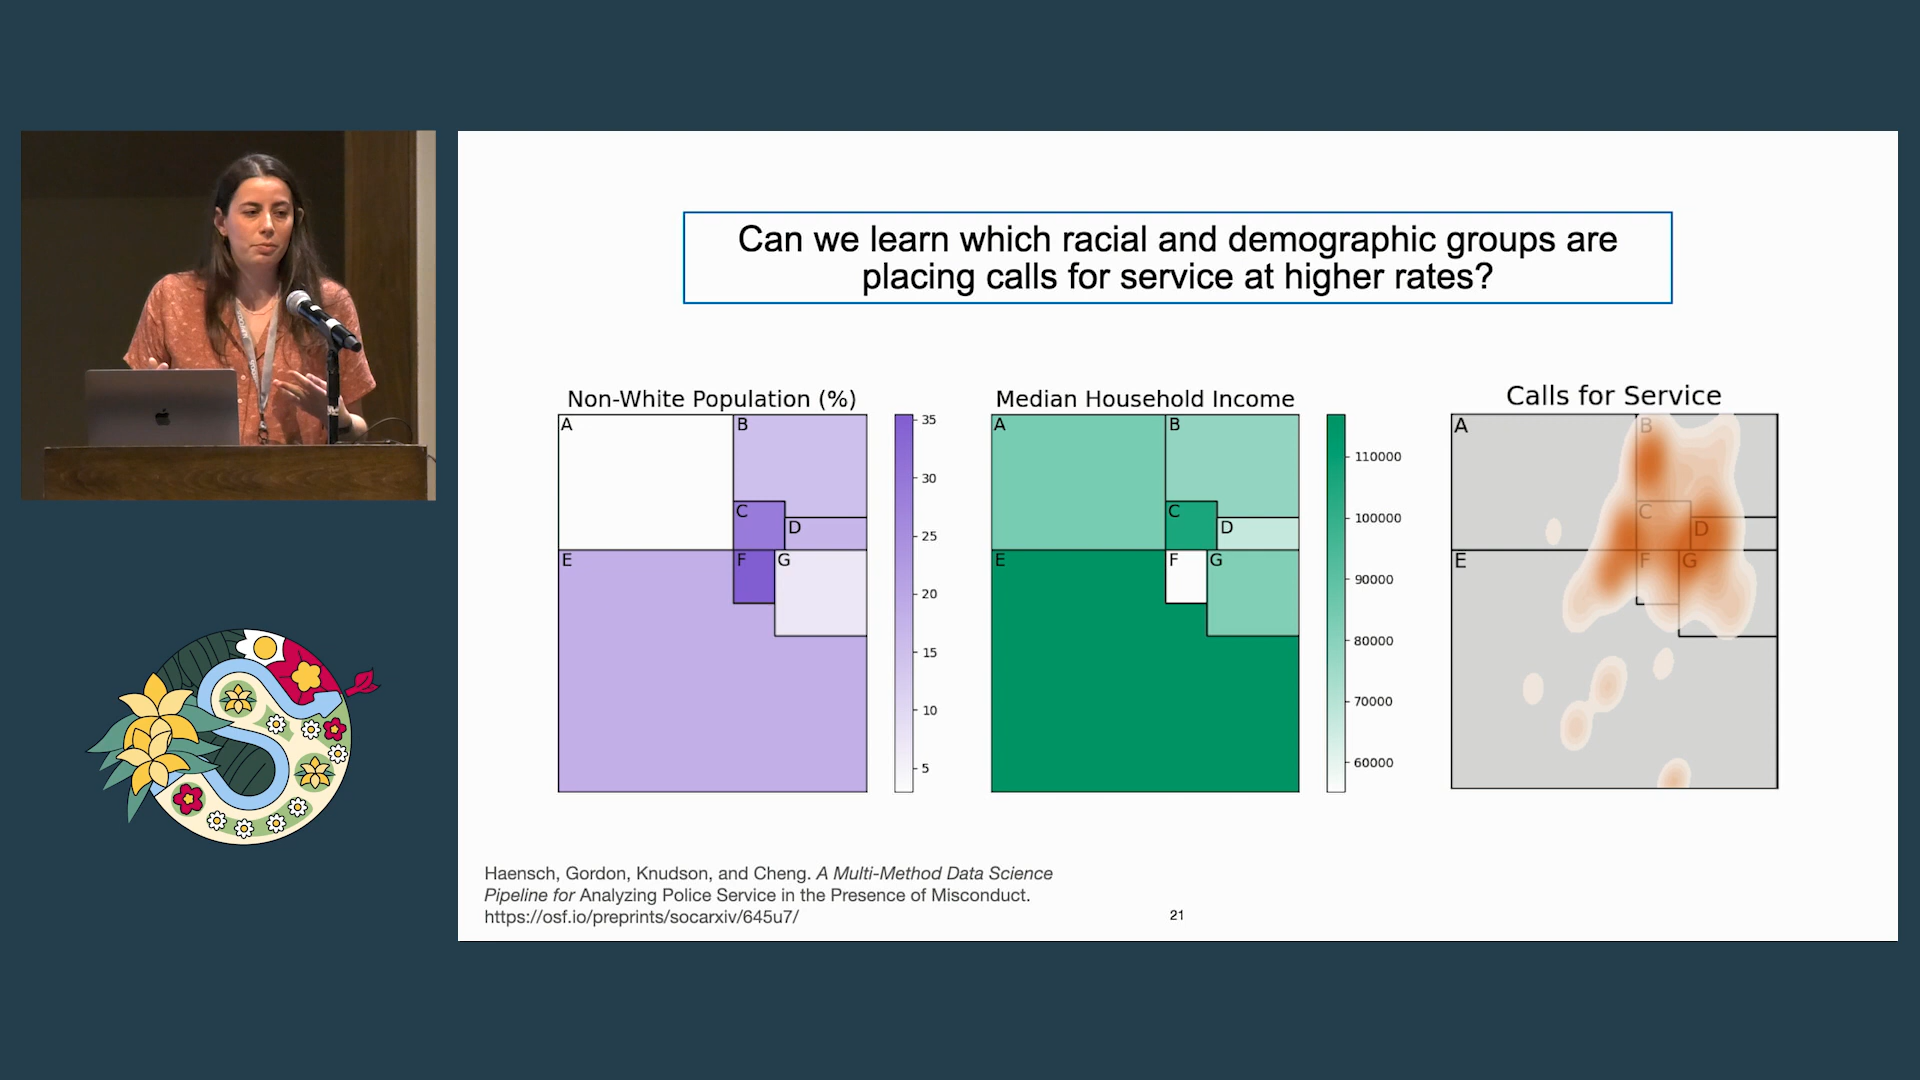 Can we learn which racial and demographic groups are
placing calls for service at higher rates?
Non-White Population (%)
A
B
C
D
E
F
G
35
30
25
20
15
10
5
Median Household Income
A
B
C
D
E
F
G
110000
100000
90000
80000
70000
60000
Calls for Service
A
B
C
D
E
F
G
Haensch, Gordon, Knudson, and Cheng. A Multi-Method Data Science
Pipeline for Analyzing Police Service in the Presence of Misconduct.
https://osf.io/preprints/socarxiv/645u7/
21